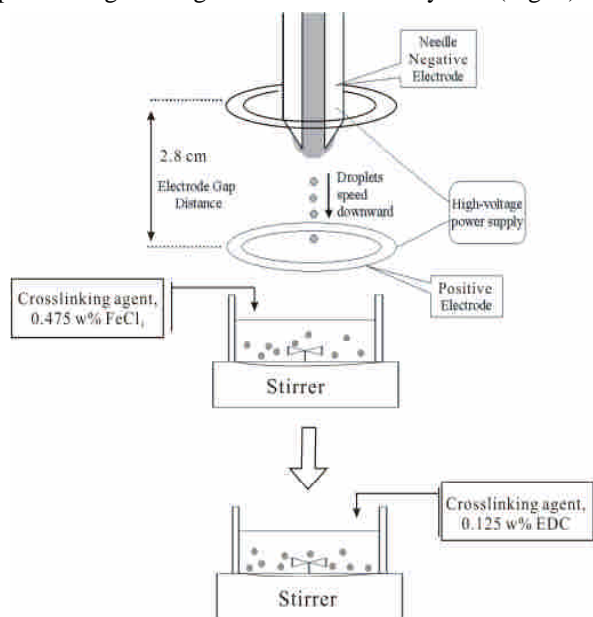 Needle
Negative
Electrode
2.8 cm
Electrode Gap
Distance
Droplets
speed
downward
High-voltage
power supply
Positive
Electrode
Crosslinking agent,
0.475 w% FeCl₃
Stirrer
Crosslinking agent,
0.125 w% EDC
Stirrer